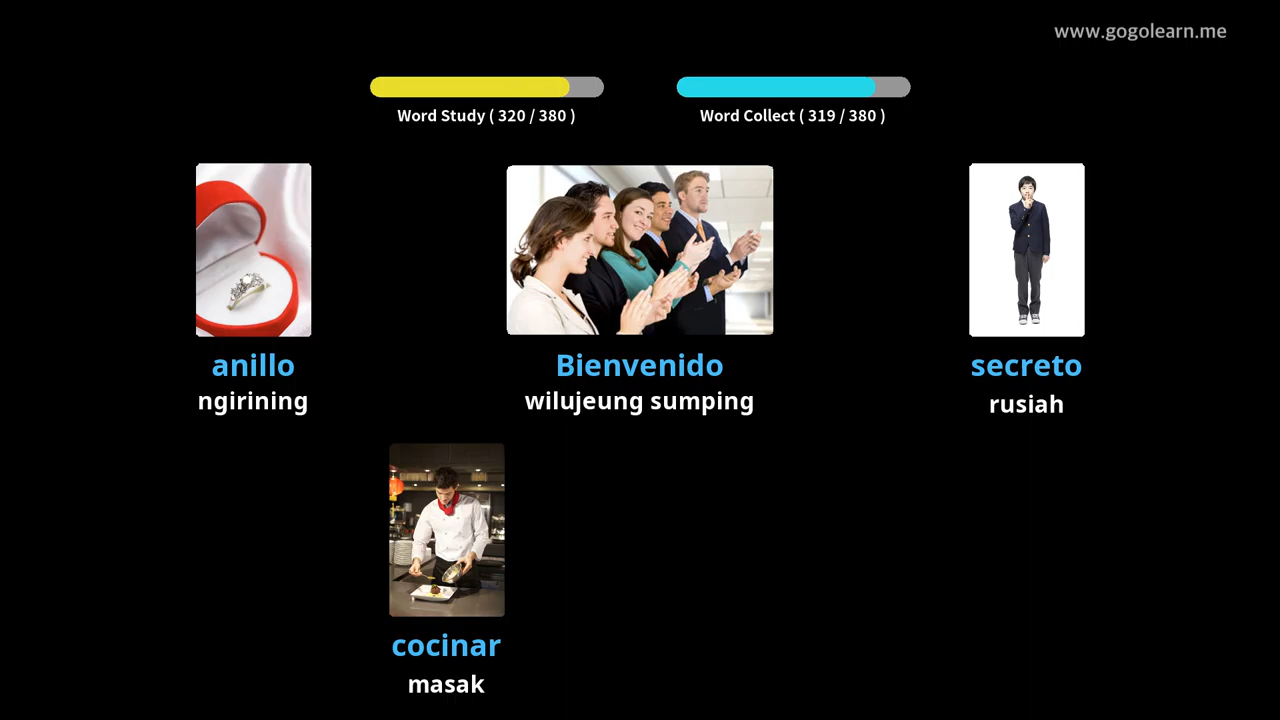 www.gogolearn.me
Word Study ( 320 / 380 )
Word Collect ( 319 / 380 )
anillo
ngirining
Bienvenido
wilujeung sumping
secreto
rusiah
cocinar
masak